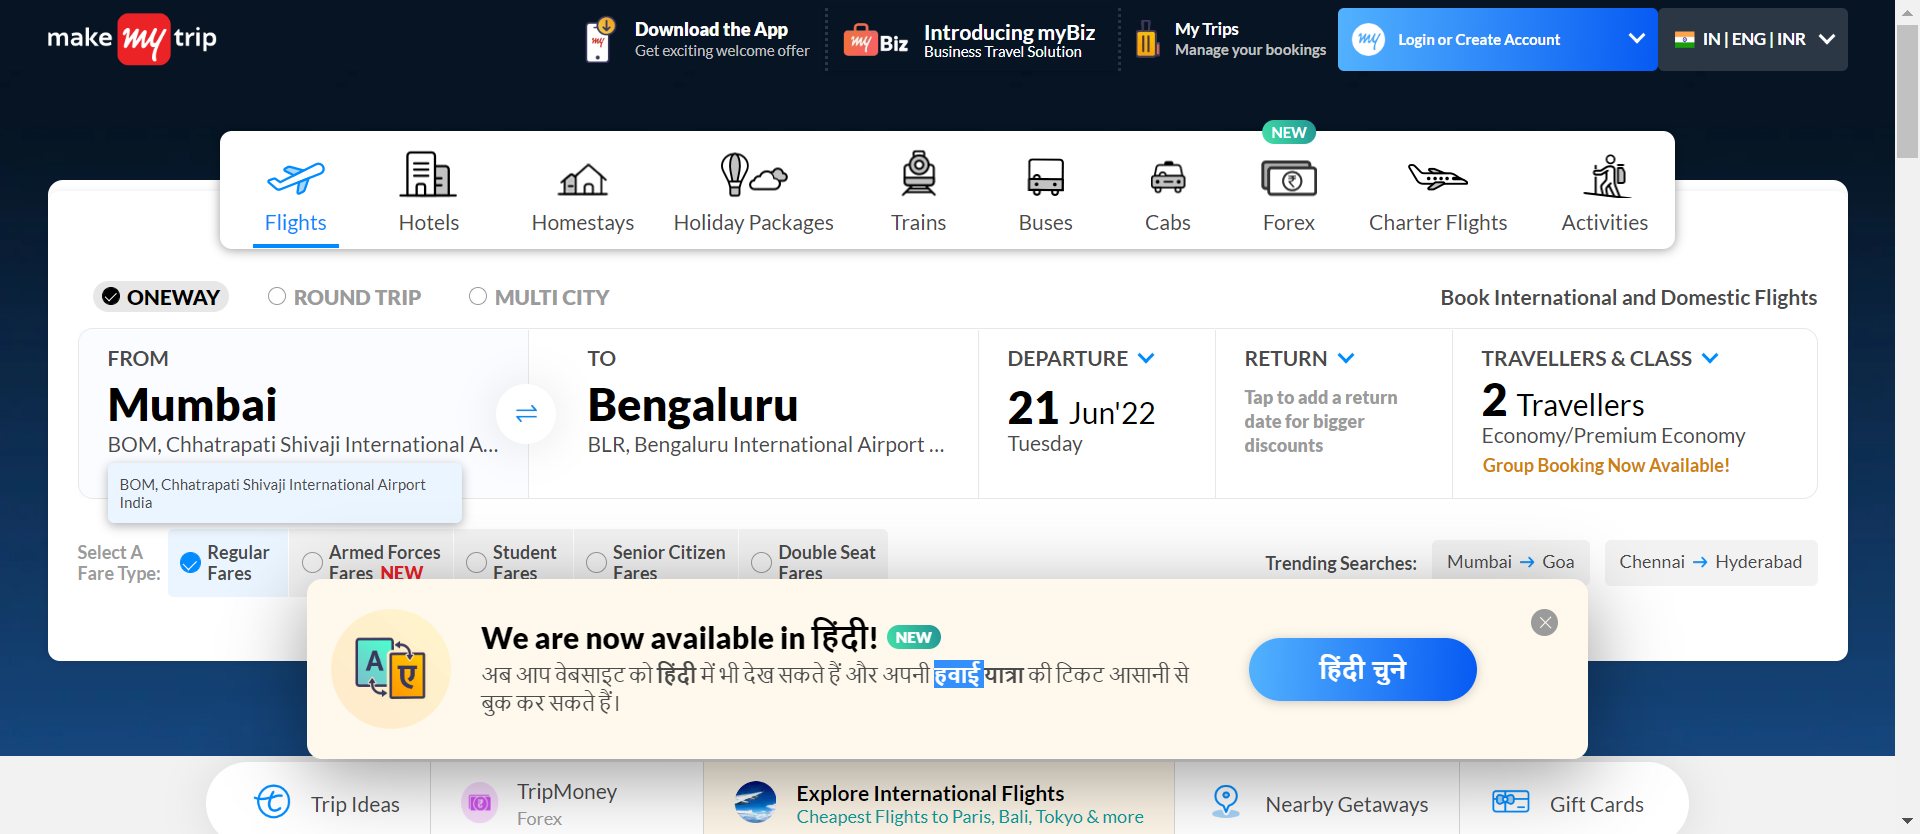 make my trip
Download the App
Get exciting welcome offer
my Biz
Introducing myBiz
Business Travel Solution
My Trips
Manage your bookings
my Login or Create Account
IN | ENG | INR
NEW
Flights
Hotels
Homestays
Holiday Packages
Trains
Buses
Cabs
Forex
Charter Flights
Activities
ONEWAY
ROUND TRIP
MULTI CITY
Book International and Domestic Flights
FROM
Mumbai
BOM, Chhatrapati Shivaji International A...
BOM, Chhatrapati Shivaji International Airport
India
TO
Bengaluru
BLR, Bengaluru International Airport ...
DEPARTURE
21 Jun'22
Tuesday
RETURN
Tap to add a return
date for bigger
discounts
TRAVELLERS & CLASS
2 Travellers
Economy/Premium Economy
Group Booking Now Available!
Select A
Fare Type:
Regular
Fares
Armed Forces
Fares NEW
Student
Fares
Senior Citizen
Fares
Double Seat
Fares
Trending Searches:
Mumbai → Goa
Chennai → Hyderabad
A ए
We are now available in हिंदी! NEW
अब आप वेबसाइट को हिंदी में भी देख सकते हैं और अपनी हवाई यात्रा की टिकट आसानी से
बुक कर सकते हैं।
हिंदी चुने
Trip Ideas
TripMoney
Forex
Explore International Flights
Cheapest Flights to Paris, Bali, Tokyo & more
Nearby Getaways
Gift Cards